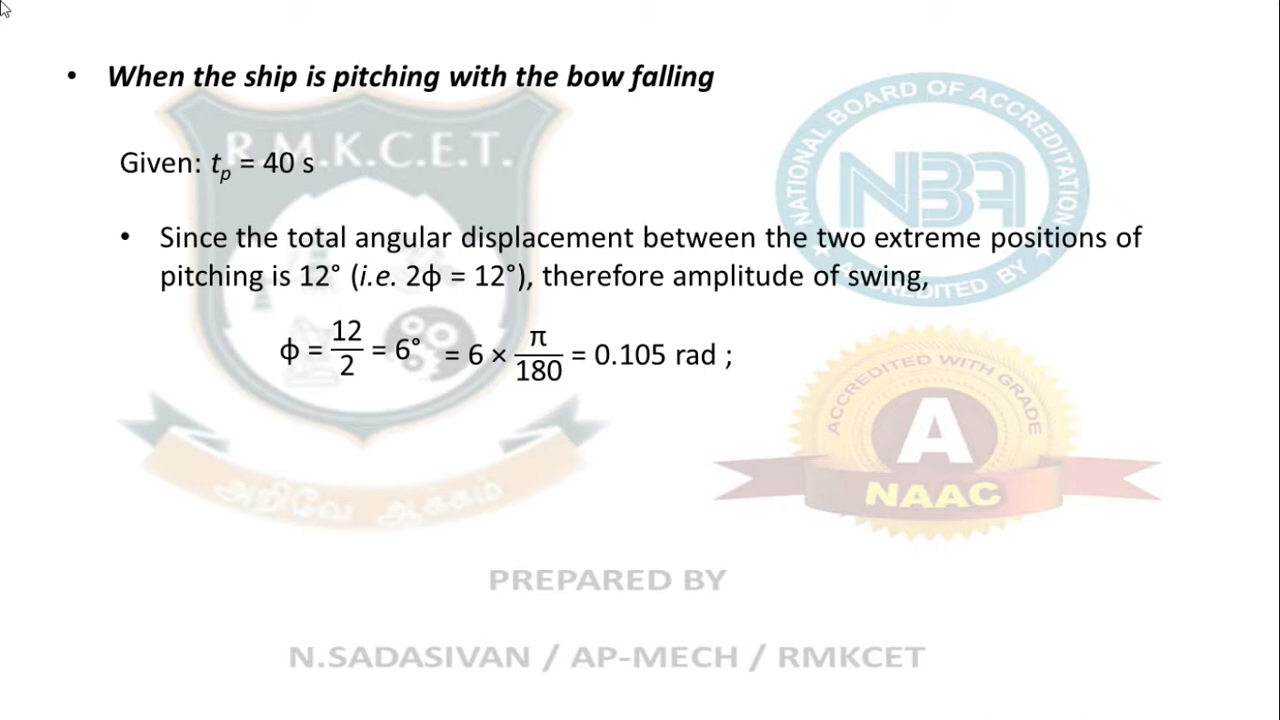 • When the ship is pitching with the bow falling
R.M.K.C.E.T.
NATIONAL BOARD OF ACCREDITATION
NBA
ACCREDITED BY
Given: tp = 40 s
• Since the total angular displacement between the two extreme positions of
pitching is 12° (i.e. 2ϕ = 12°), therefore amplitude of swing,
ϕ = 12/2 = 6° = 6 × π/180 = 0.105 rad ;
ACCREDITED WITH GRADE
A
NAAC
அறிவே ஆக்கம்
PREPARED BY
N.SADASIVAN / AP-MECH / RMKCET